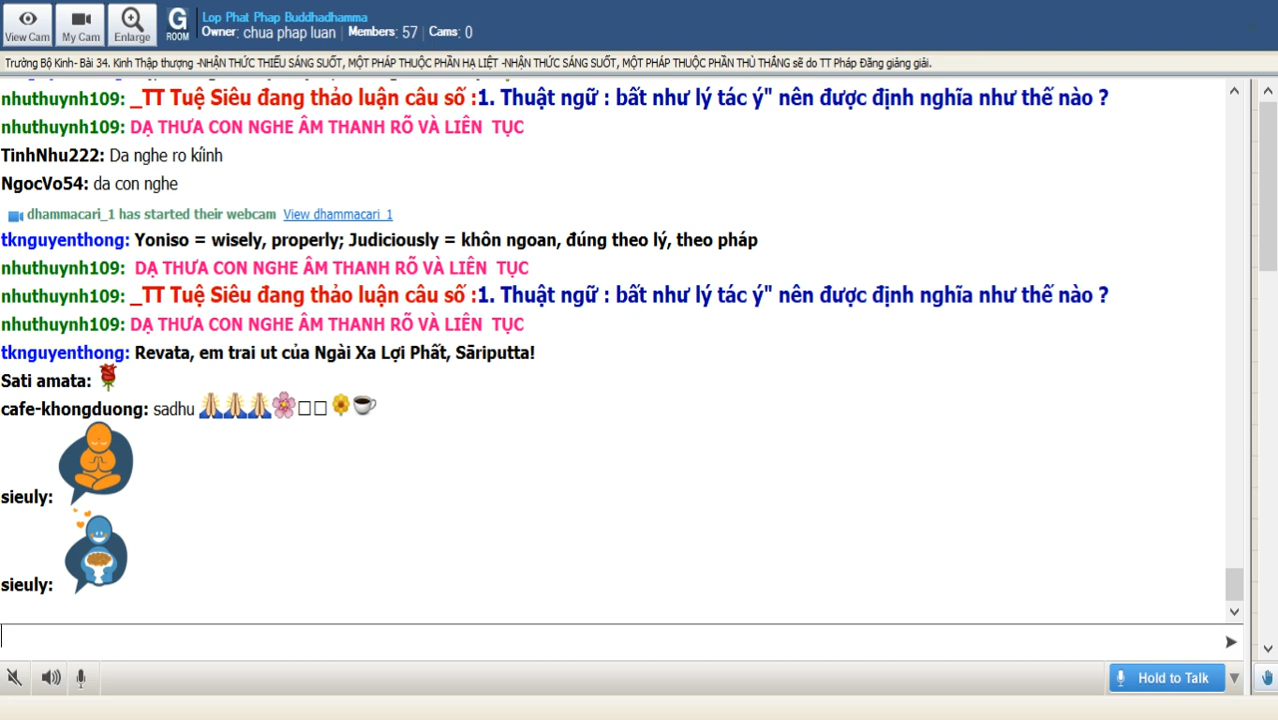 View Cam
My Cam
Enlarge
G
ROOM
Lop Phat Phap Buddhadhamma
Owner: chua phap luan | Members: 57 | Cams: 0
Trường Bộ Kinh- Bài 34. Kinh Thập thượng -NHẬN THỨC THIẾU SÁNG SUỐT, MỘT PHÁP THUỘC PHẦN HẠ LIỆT -NHẬN THỨC SÁNG SUỐT, MỘT PHÁP THUỘC PHẦN THÙ THẮNG sẽ do TT Pháp Đăng giảng giải.
nhuthuynh109: _TT Tuệ Siêu đang thảo luận câu số :1. Thuật ngữ : bất như lý tác ý" nên được định nghĩa như thế nào ?
nhuthuynh109: DẠ THƯA CON NGHE ÂM THANH RÕ VÀ LIÊN TỤC
TinhNhu222: Da nghe ro kíinh
NgocVo54: da con nghe
dhammacari_1 has started their webcam View dhammacari_1
tknguyenthong: Yoniso = wisely, properly; Judiciously = khôn ngoan, đúng theo lý, theo pháp
nhuthuynh109: DẠ THƯA CON NGHE ÂM THANH RÕ VÀ LIÊN TỤC
nhuthuynh109: _TT Tuệ Siêu đang thảo luận câu số :1. Thuật ngữ : bất như lý tác ý" nên được định nghĩa như thế nào ?
nhuthuynh109: DẠ THƯA CON NGHE ÂM THANH RÕ VÀ LIÊN TỤC
tknguyenthong: Revata, em trai ut của Ngài Xa Lợi Phất, Sāriputta!
Sati amata: 🌹
cafe-khongduong: sadhu 🙏🙏🙏🌸□□ 🌼☕
sieuly:
sieuly:
Hold to Talk